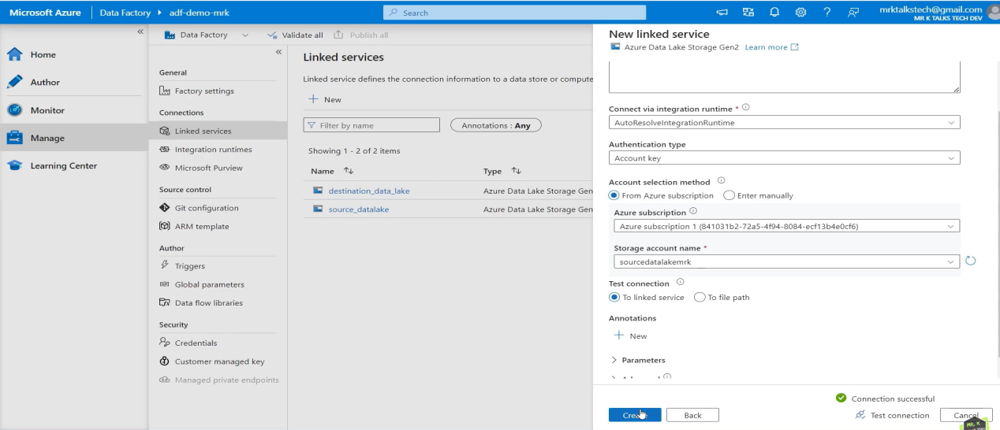 Microsoft Azure Data Factory adf-demo-mrk Search mrktalkstech@gmail.com
MR K TALKS TECH DEV
Home
Author
Monitor
Manage
Learning Center
Data Factory Validate all Publish all
General
Factory settings
Connections
Linked services
Integration runtimes
Microsoft Purview
Source control
Git configuration
ARM template
Author
Triggers
Global parameters
Data flow libraries
Security
Credentials
Customer managed key
Managed private endpoints
Linked services
Linked service defines the connection information to a data store or compute
New
Filter by name Annotations : Any
Showing 1 - 2 of 2 items
Name Type
destination_data_lake Azure Data Lake Storage Gen
source_datalake Azure Data Lake Storage Gen
New linked service
Azure Data Lake Storage Gen2 Learn more
Connect via integration runtime *
AutoResolveIntegrationRuntime
Authentication type
Account key
Account selection method
From Azure subscription Enter manually
Azure subscription
Azure subscription 1 (841031b2-72a5-4f94-8084-ecf13b4e0cf6)
Storage account name *
sourcedatalakemrk
Test connection
To linked service To file path
Annotations
New
Parameters
Connection successful
Create Back Test connection Cancel